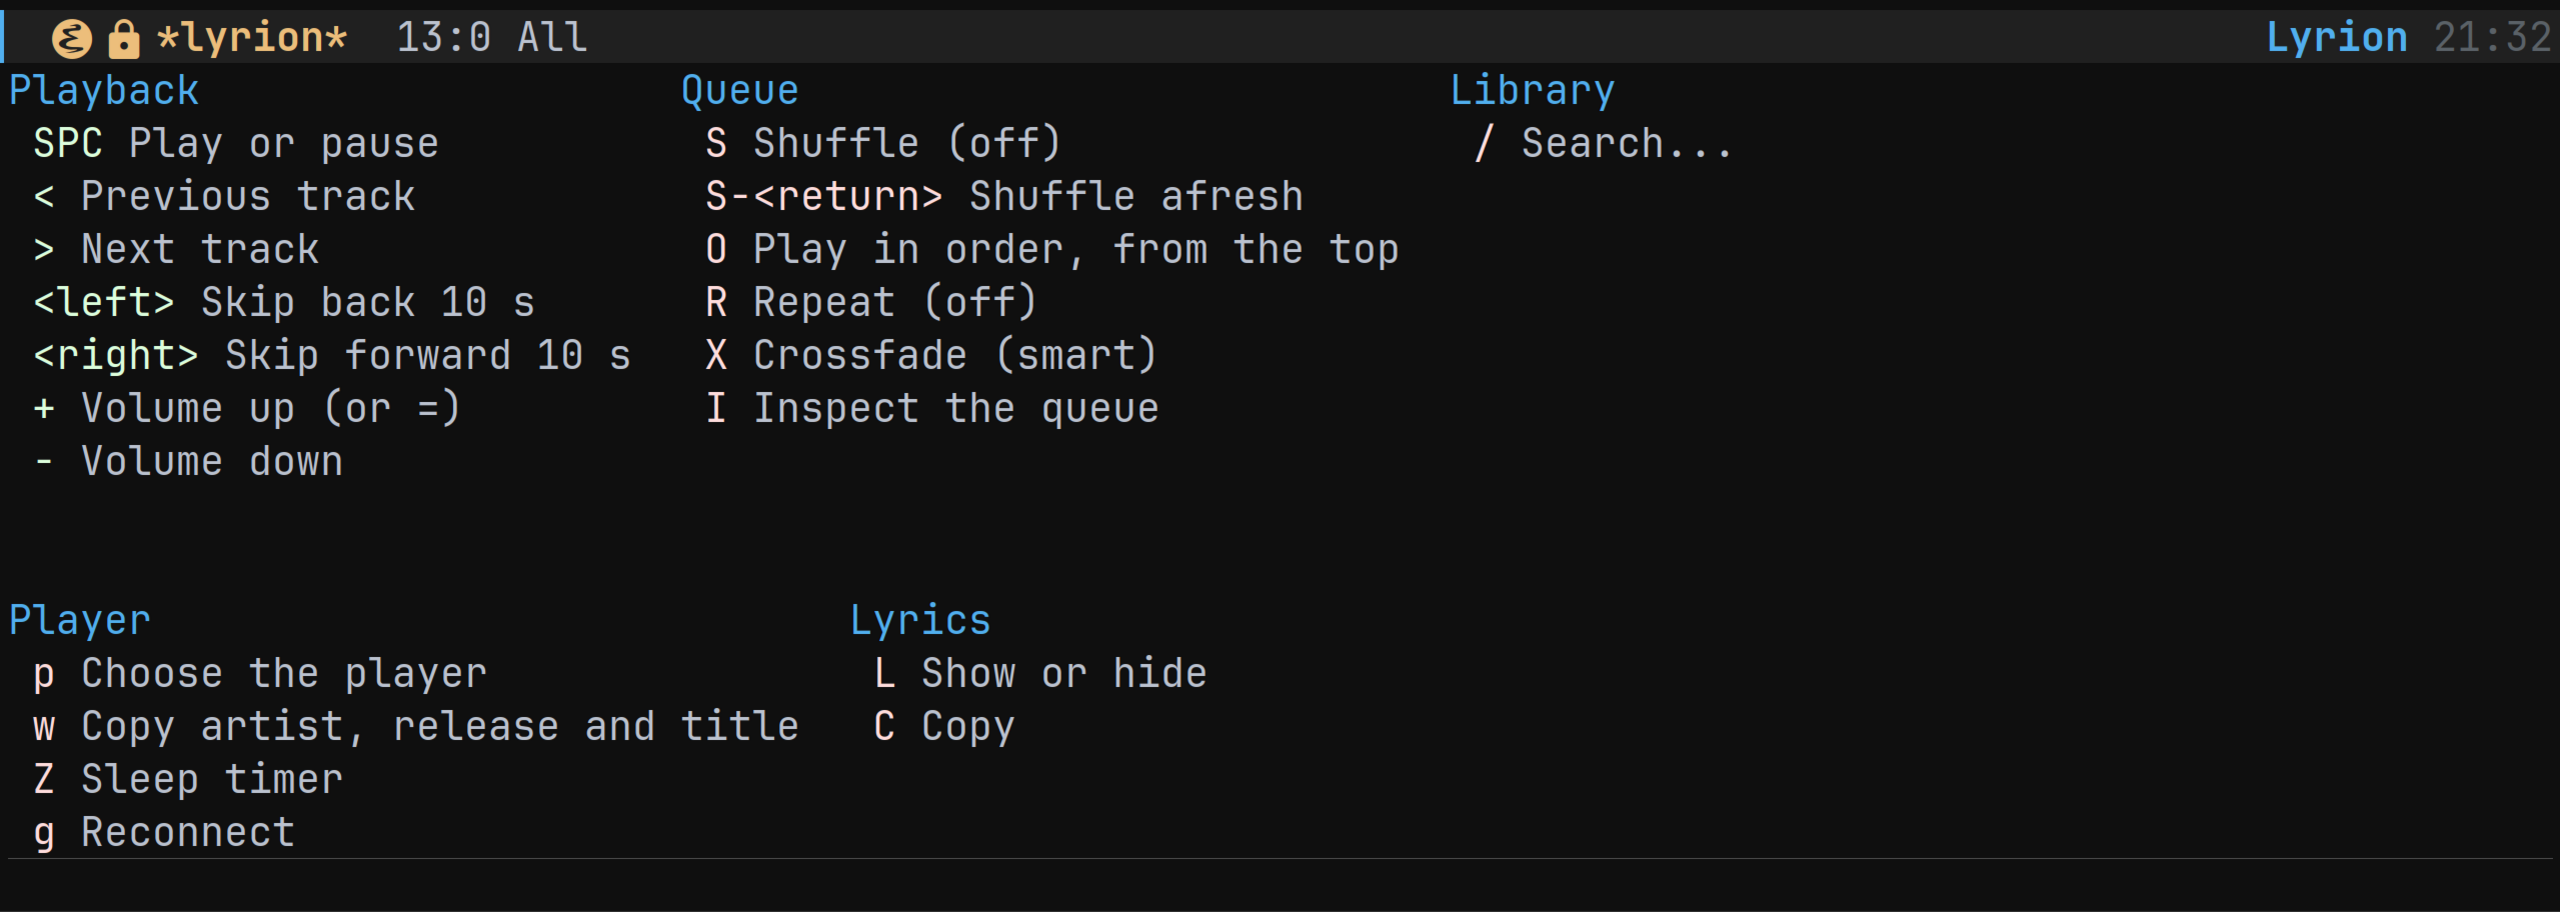 *lyrion* 13:0 All Lyrion 21:32
Playback
SPC Play or pause
< Previous track
> Next track
<left> Skip back 10 s
<right> Skip forward 10 s
+ Volume up (or =)
- Volume down
Queue
S Shuffle (off)
S-<return> Shuffle afresh
O Play in order, from the top
R Repeat (off)
X Crossfade (smart)
I Inspect the queue
Library
/ Search...
Player
p Choose the player
w Copy artist, release and title
Z Sleep timer
g Reconnect
Lyrics
L Show or hide
C Copy